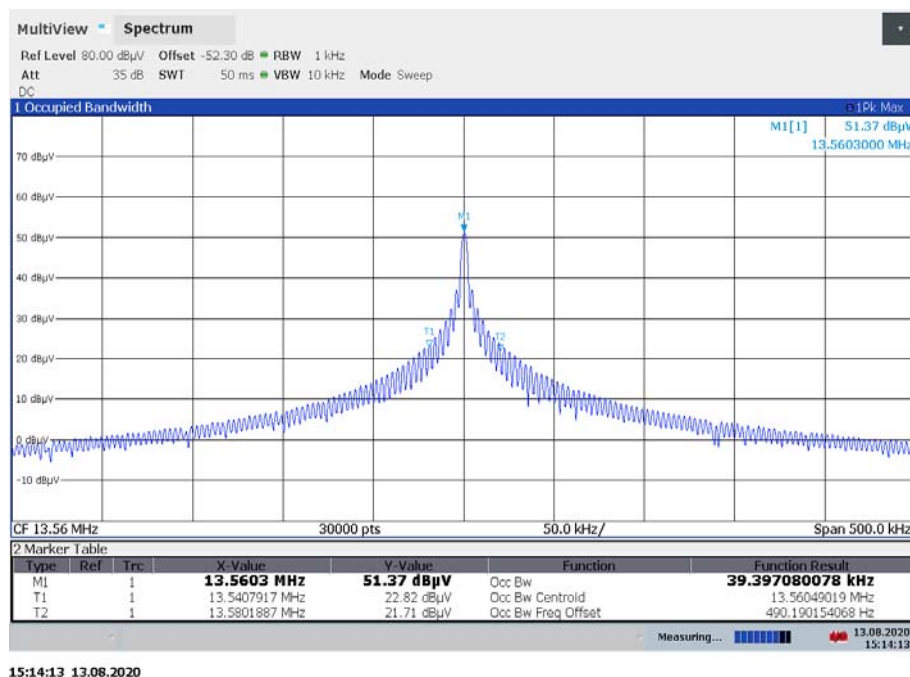 MultiView Spectrum
Ref Level 80.00 dBµV Offset -52.30 dB RBW 1 kHz
Att 35 dB SWT 50 ms VBW 10 kHz Mode Sweep
DC
1 Occupied Bandwidth 1Pk Max
M1[1] 51.37 dBµV
13.5603000 MHz
70 dBµV
60 dBµV
M1
50 dBµV
40 dBµV
30 dBµV
T1 T2
20 dBµV
10 dBµV
0 dBµV
-10 dBµV
CF 13.56 MHz 30000 pts 50.0 kHz/ Span 500.0 kHz
2 Marker Table
Type Ref Trc X-Value Y-Value Function Function Result
M1 1 13.5603 MHz 51.37 dBµV Occ Bw 39.397080078 kHz
T1 1 13.5407917 MHz 22.82 dBµV Occ Bw Centroid 13.56049019 MHz
T2 1 13.5801887 MHz 21.71 dBµV Occ Bw Freq Offset 490.190154068 Hz
Measuring... 13.08.2020
15:14:13
15:14:13 13.08.2020